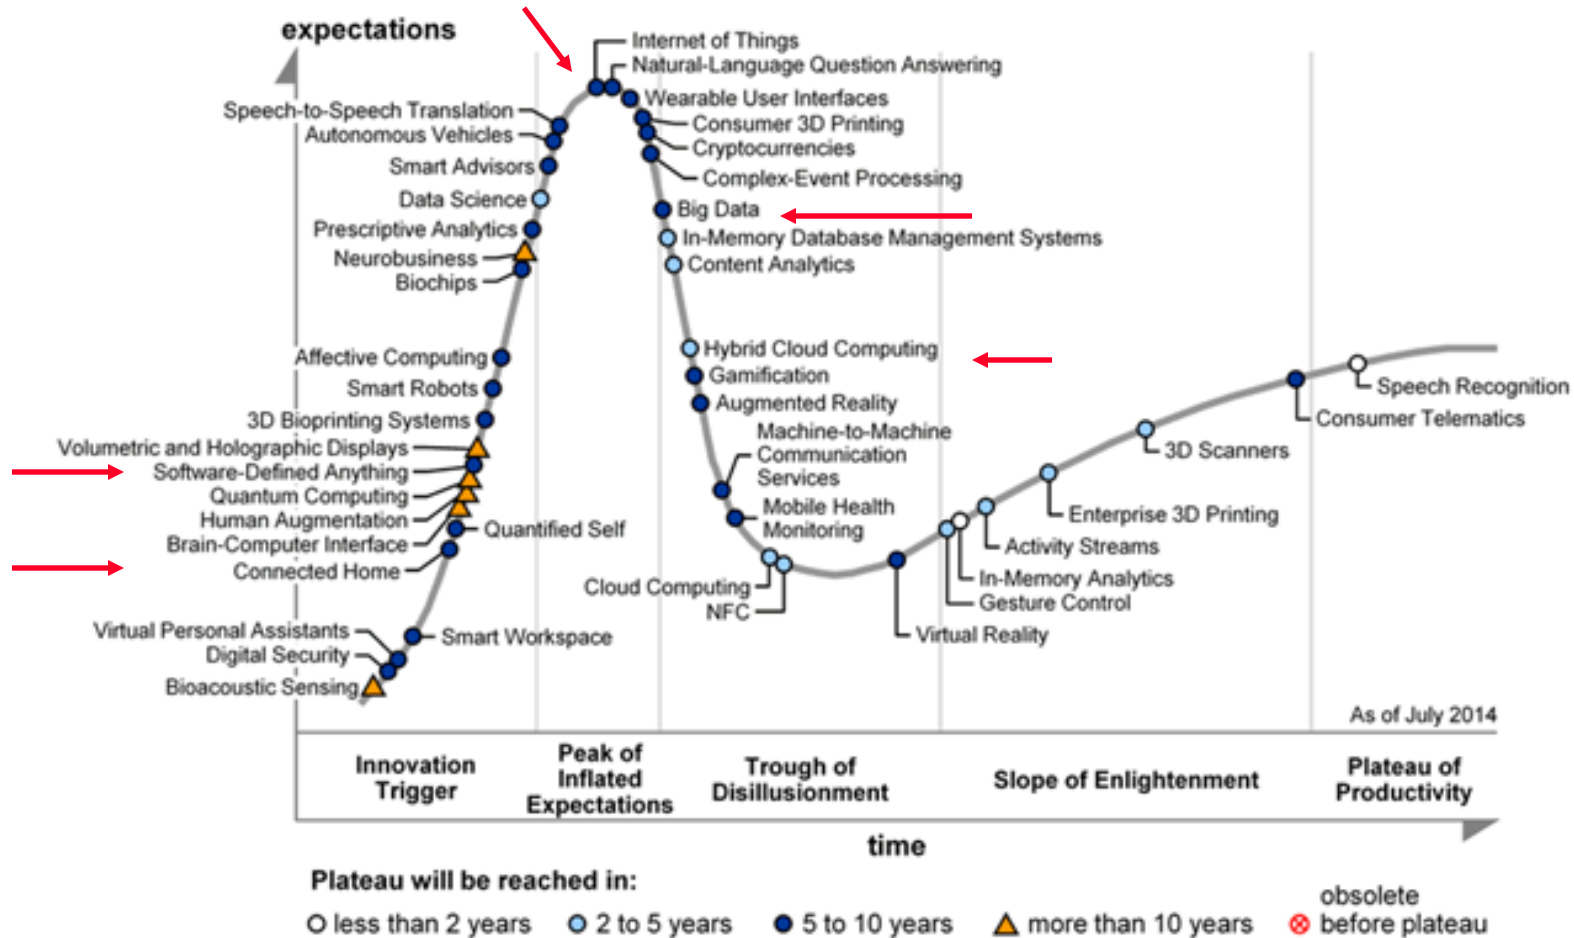 expectations
Internet of Things
Natural-Language Question Answering
Wearable User Interfaces
Speech-to-Speech Translation
Consumer 3D Printing
Autonomous Vehicles
Cryptocurrencies
Smart Advisors
Complex-Event Processing
Data Science
Big Data
Prescriptive Analytics
In-Memory Database Management Systems
Neurobusiness
Content Analytics
Biochips
Hybrid Cloud Computing
Affective Computing
Gamification
Smart Robots
Augmented Reality
3D Bioprinting Systems
Machine-to-Machine
Communication
Services
Volumetric and Holographic Displays
Software-Defined Anything
Quantum Computing
Human Augmentation
Brain-Computer Interface
Connected Home
Quantified Self
Mobile Health
Monitoring
Speech Recognition
Consumer Telematics
3D Scanners
Enterprise 3D Printing
Activity Streams
In-Memory Analytics
Gesture Control
Virtual Reality
Cloud Computing
NFC
Virtual Personal Assistants
Smart Workspace
Digital Security
Bioacoustic Sensing
As of July 2014
Innovation
Trigger
Peak of
Inflated
Expectations
Trough of
Disillusionment
Slope of Enlightenment
Plateau of
Productivity
time
Plateau will be reached in:
less than 2 years
2 to 5 years
5 to 10 years
more than 10 years
obsolete
before plateau